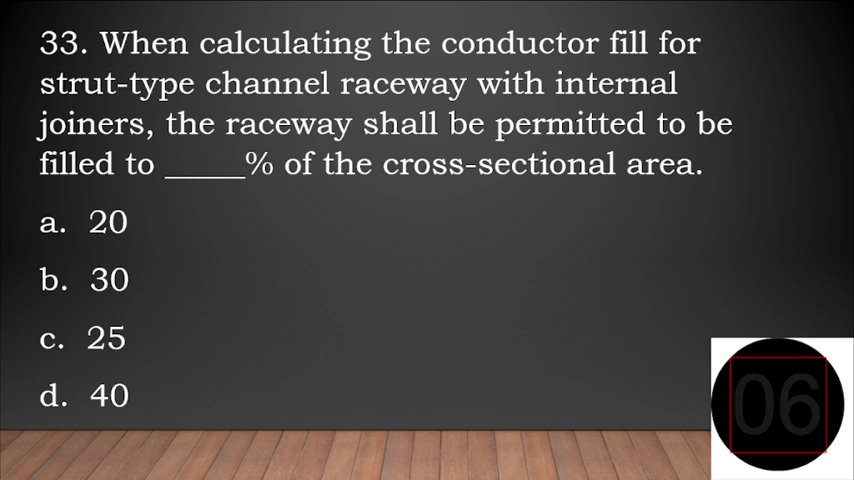 33. When calculating the conductor fill for
strut-type channel raceway with internal
joiners, the raceway shall be permitted to be
filled to _____% of the cross-sectional area.
a. 20
b. 30
c. 25
d. 40
06